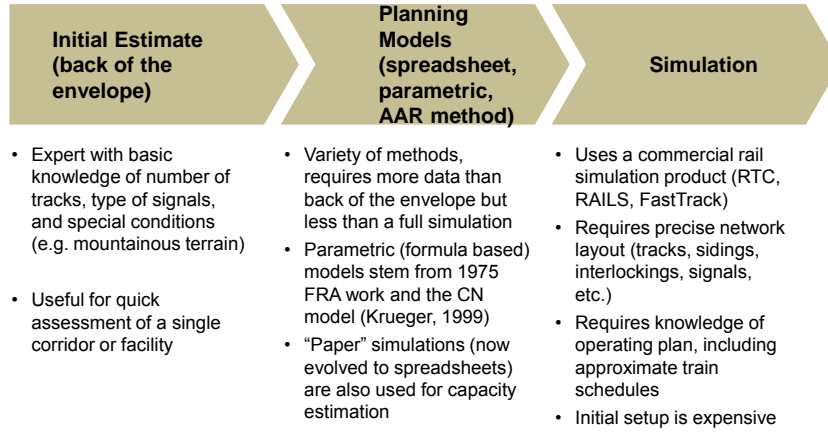 Initial Estimate
(back of the
envelope)
Planning
Models
(spreadsheet,
parametric,
AAR method)
Simulation
• Expert with basic
knowledge of number of
tracks, type of signals,
and special conditions
(e.g. mountainous terrain)
• Useful for quick
assessment of a single
corridor or facility
• Variety of methods,
requires more data than
back of the envelope but
less than a full simulation
• Parametric (formula based)
models stem from 1975
FRA work and the CN
model (Krueger, 1999)
• “Paper” simulations (now
evolved to spreadsheets)
are also used for capacity
estimation
• Uses a commercial rail
simulation product (RTC,
RAILS, FastTrack)
• Requires precise network
layout (tracks, sidings,
interlockings, signals,
etc.)
• Requires knowledge of
operating plan, including
approximate train
schedules
• Initial setup is expensive